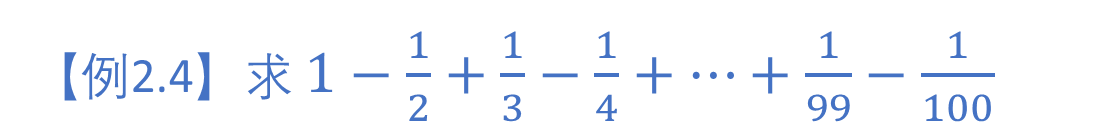 【例2.4】 求 1 − 1/2 + 1/3 − 1/4 + ⋯ + 1/99 − 1/100